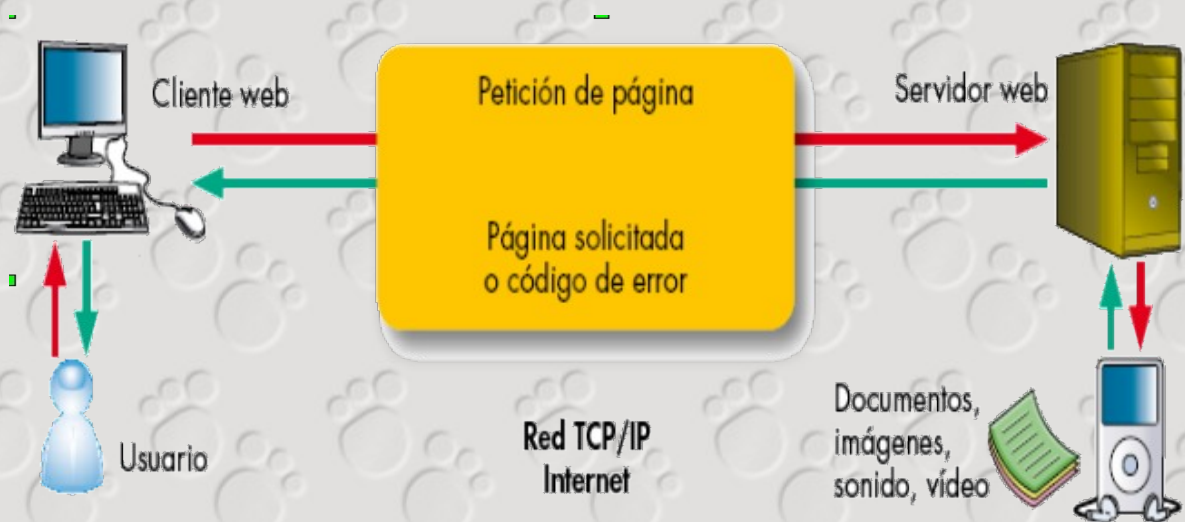 Cliente web
Petición de página
Servidor web
Página solicitada
o código de error
Usuario
Red TCP/IP
Internet
Documentos,
imágenes,
sonido, vídeo